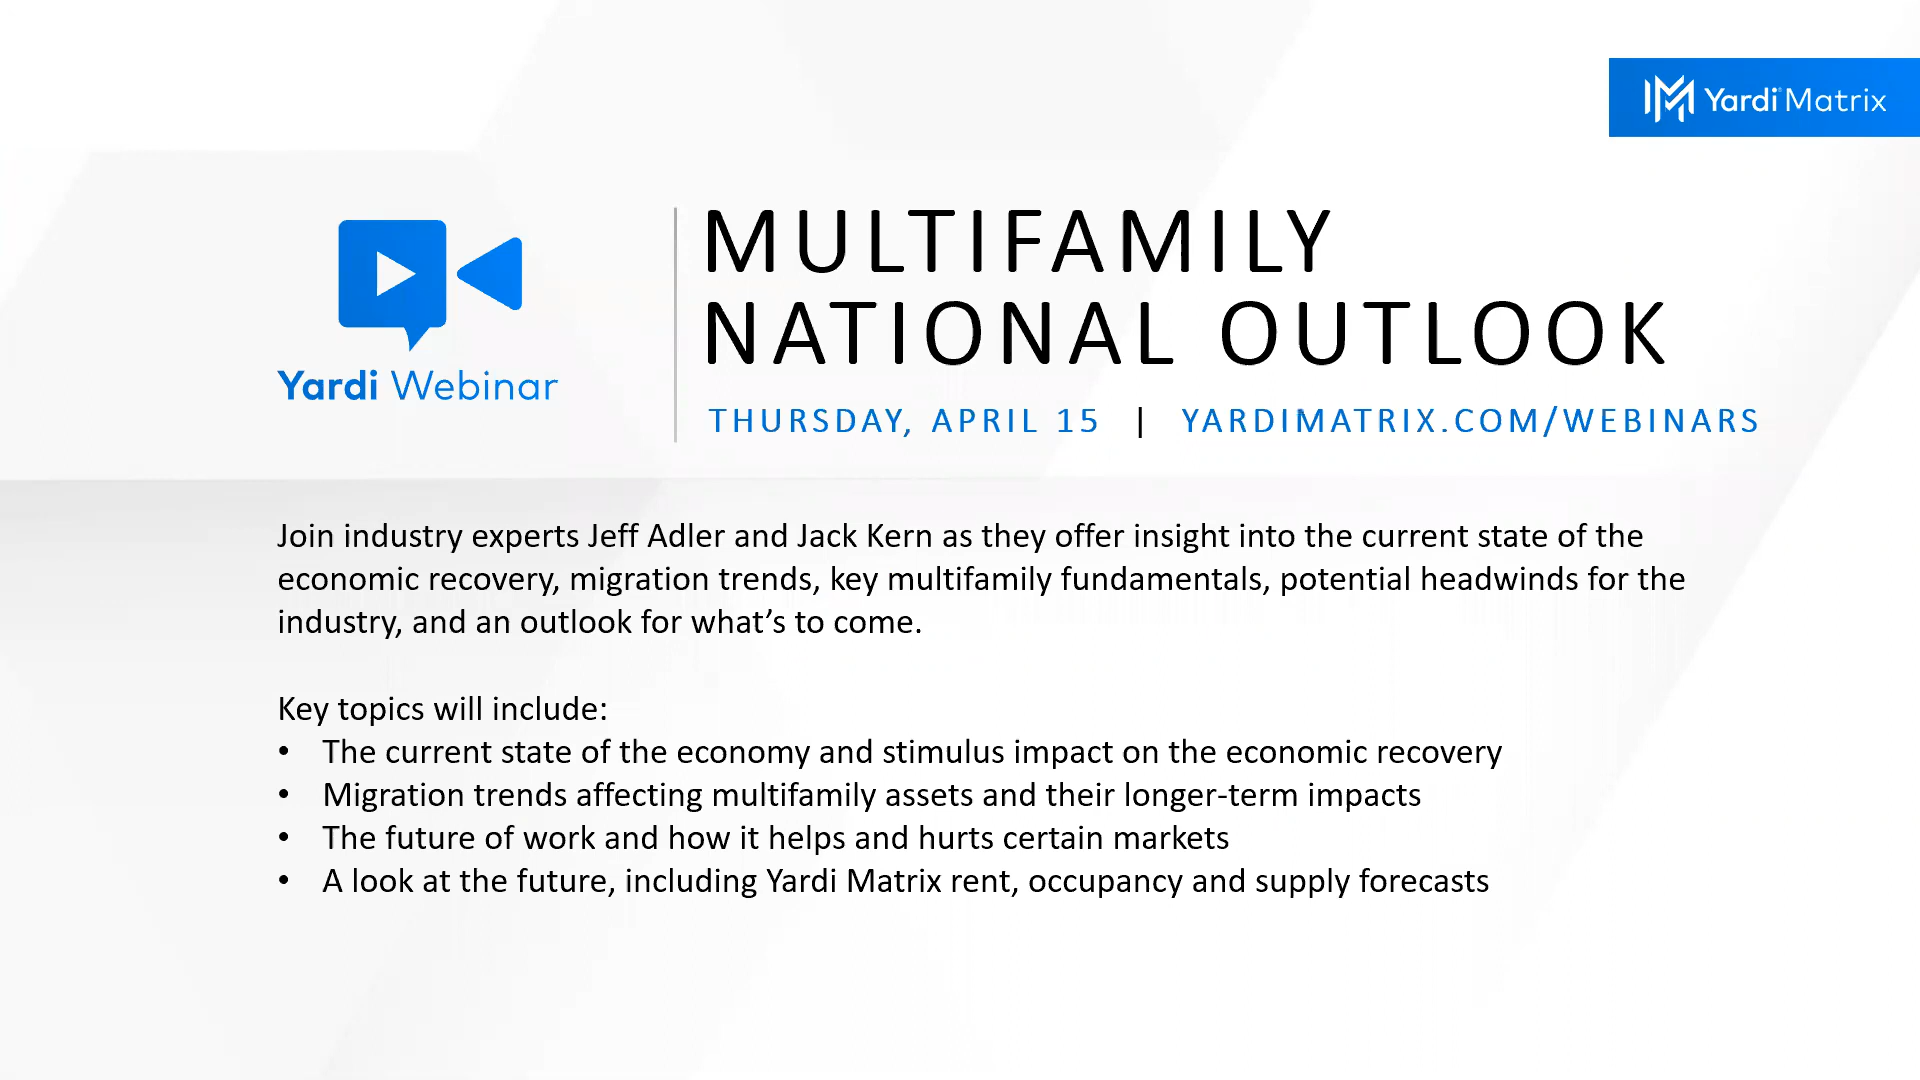 Yardi Matrix
MULTIFAMILY
NATIONAL OUTLOOK
Yardi Webinar
THURSDAY, APRIL 15 | YARDIMATRIX.COM/WEBINARS
Join industry experts Jeff Adler and Jack Kern as they offer insight into the current state of the
economic recovery, migration trends, key multifamily fundamentals, potential headwinds for the
industry, and an outlook for what’s to come.
Key topics will include:
• The current state of the economy and stimulus impact on the economic recovery
• Migration trends affecting multifamily assets and their longer-term impacts
• The future of work and how it helps and hurts certain markets
• A look at the future, including Yardi Matrix rent, occupancy and supply forecasts